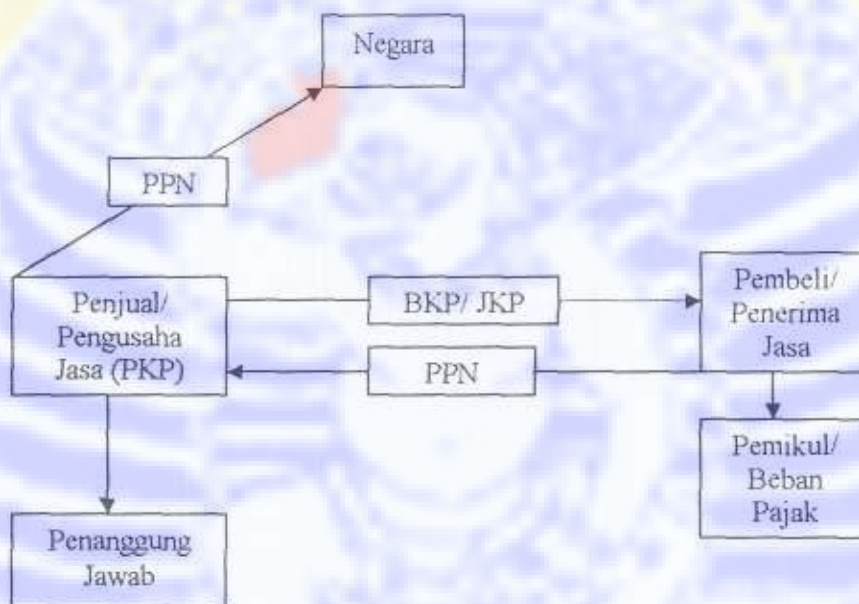 Negara
PPN
Penjual/
Pengusaha
Jasa (PKP)
BKP/ JKP
Pembeli/
Penerima
Jasa
PPN
Pemikul/
Beban
Pajak
Penanggung
Jawab